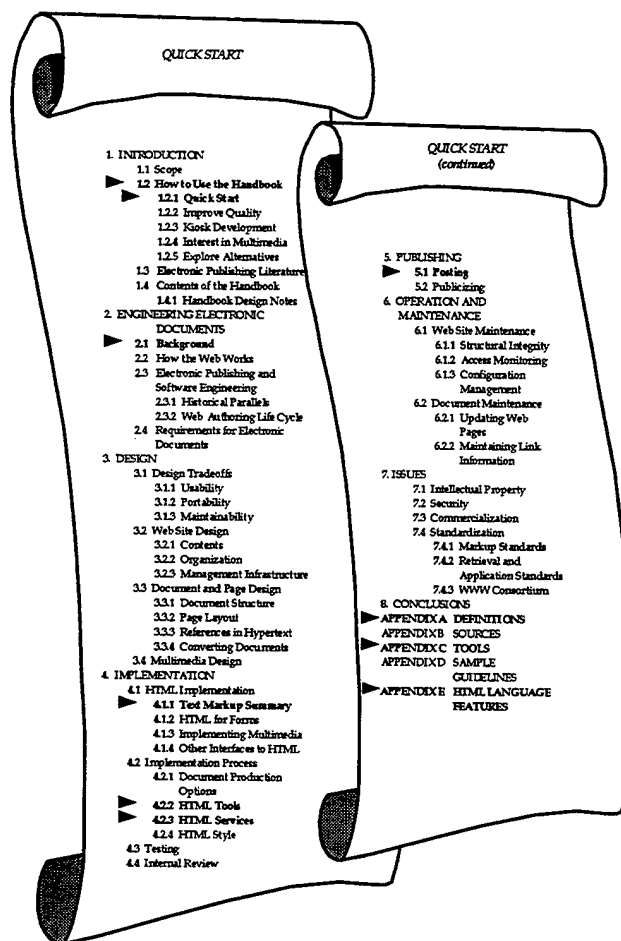 QUICK START
1. INTRODUCTION
1.1 Scope
1.2 How to Use the Handbook
1.2.1 Quick Start
1.2.2 Improve Quality
1.2.3 Kiosk Development
1.2.4 Interest in Multimedia
1.2.5 Explore Alternatives
1.3 Electronic Publishing Literature
1.4 Contents of the Handbook
1.4.1 Handbook Design Notes
2. ENGINEERING ELECTRONIC
DOCUMENTS
2.1 Background
2.2 How the Web Works
2.3 Electronic Publishing and
Software Engineering
2.3.1 Historical Parallels
2.3.2 Web Authoring Life Cycle
2.4 Requirements for Electronic
Documents
3. DESIGN
3.1 Design Tradeoffs
3.1.1 Usability
3.1.2 Portability
3.1.3 Maintainability
3.2 Web Site Design
3.2.1 Contents
3.2.2 Organization
3.2.3 Management Infrastructure
3.3 Document and Page Design
3.3.1 Document Structure
3.3.2 Page Layout
3.3.3 References in Hypertext
3.3.4 Converting Documents
3.4 Multimedia Design
4. IMPLEMENTATION
4.1 HTML Implementation
4.1.1 Text Markup Summary
4.1.2 HTML for Forms
4.1.3 Implementing Multimedia
4.1.4 Other Interfaces to HTML
4.2 Implementation Process
4.2.1 Document Production
Options
4.2.2 HTML Tools
4.2.3 HTML Services
4.2.4 HTML Style
4.3 Testing
4.4 Internal Review
QUICK START
(continued)
5. PUBLISHING
5.1 Posting
5.2 Publicizing
6. OPERATION AND
MAINTENANCE
6.1 Web Site Maintenance
6.1.1 Structural Integrity
6.1.2 Access Monitoring
6.1.3 Configuration
Management
6.2 Document Maintenance
6.2.1 Updating Web
Pages
6.2.2 Maintaining Link
Information
7. ISSUES
7.1 Intellectual Property
7.2 Security
7.3 Commercialization
7.4 Standardization
7.4.1 Markup Standards
7.4.2 Retrieval and
Application Standards
7.4.3 WWW Consortium
8. CONCLUSIONS
APPENDIX A DEFINITIONS
APPENDIX B SOURCES
APPENDIX C TOOLS
APPENDIX D SAMPLE
GUIDELINES
APPENDIX E HTML LANGUAGE
FEATURES